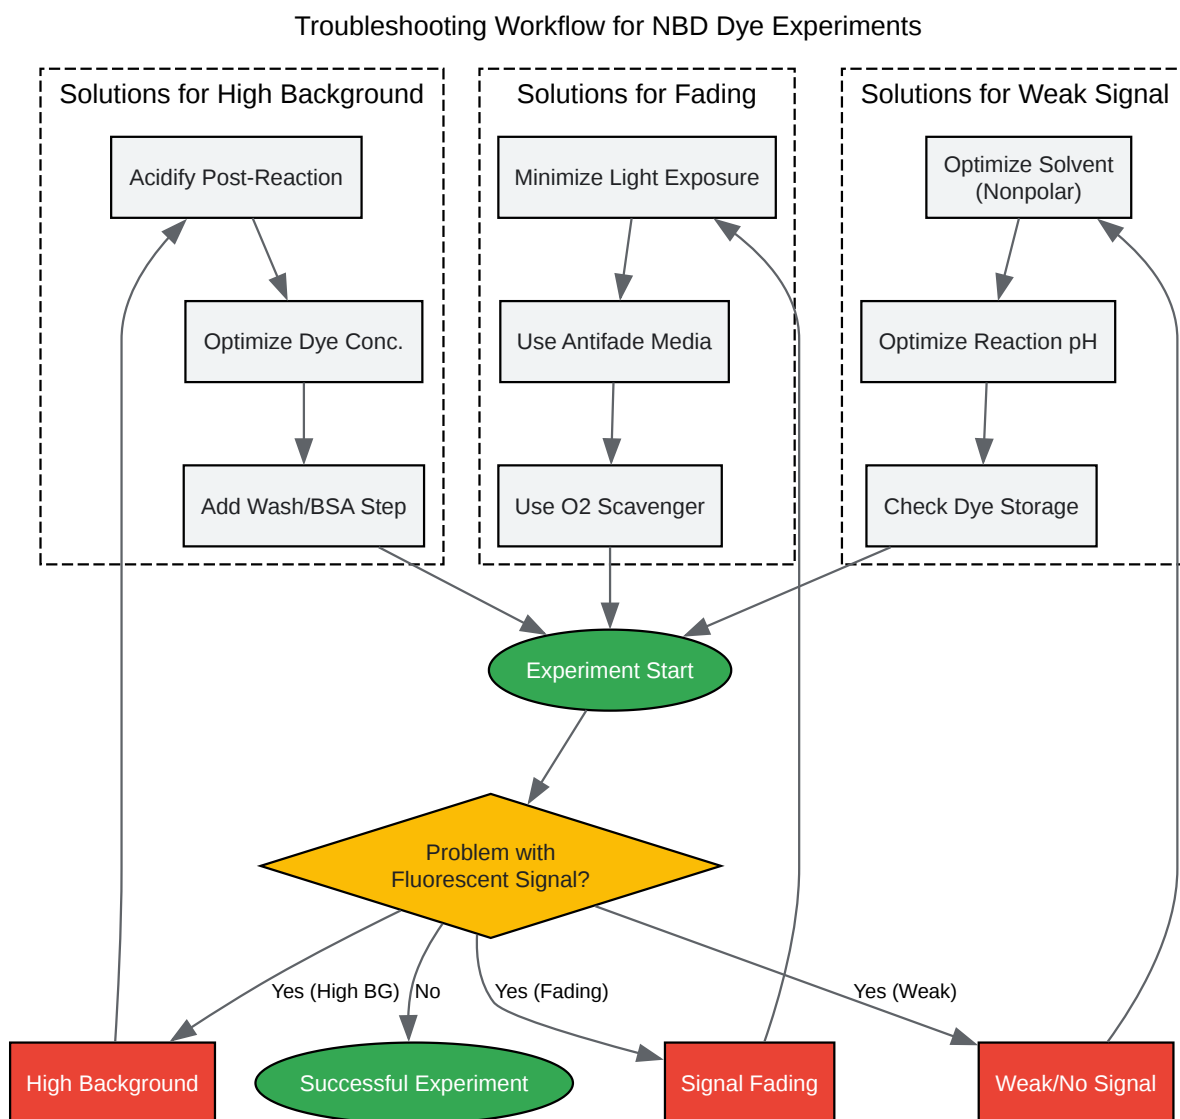 Troubleshooting Workflow for NBD Dye Experiments
Solutions for High Background
Solutions for Fading
Solutions for Weak Signal
Acidify Post-Reaction
Minimize Light Exposure
Optimize Solvent
(Nonpolar)
Optimize Dye Conc.
Use Antifade Media
Optimize Reaction pH
Add Wash/BSA Step
Use O2 Scavenger
Check Dye Storage
Experiment Start
Problem with
Fluorescent Signal?
Yes (High BG)
No
Yes (Fading)
Yes (Weak)
High Background
Successful Experiment
Signal Fading
Weak/No Signal